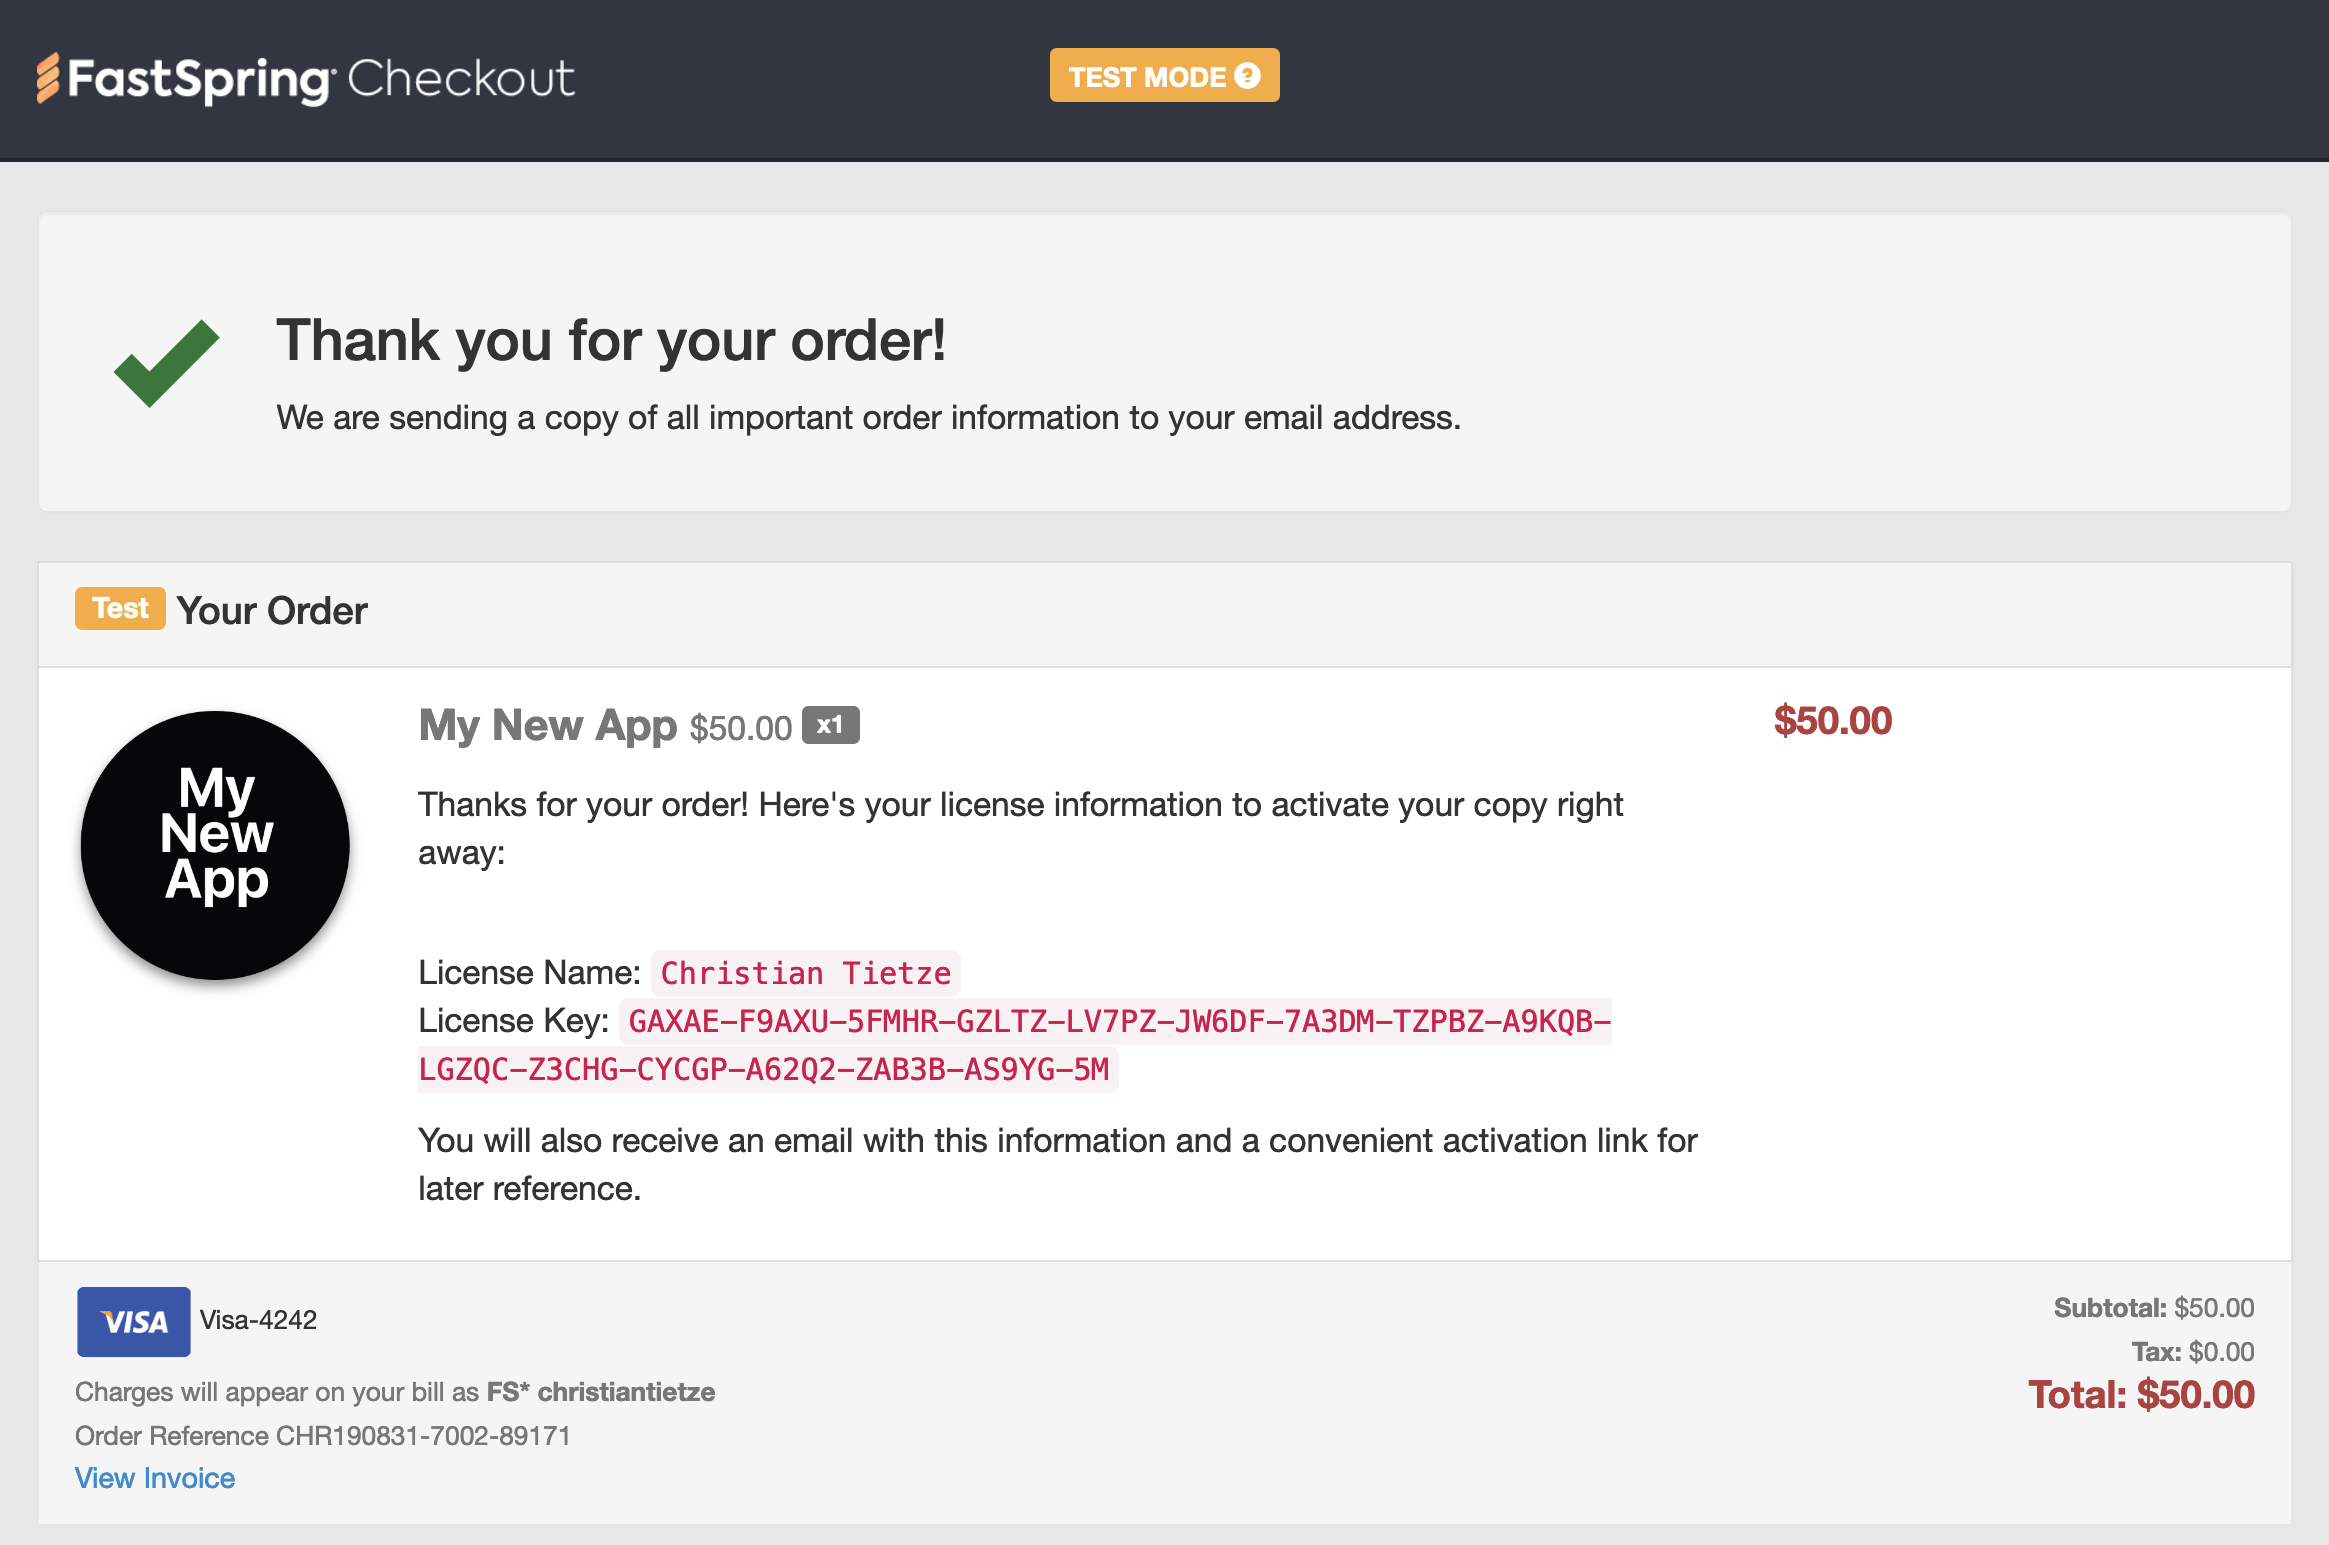 FastSpring Checkout
TEST MODE ?
Thank you for your order!
We are sending a copy of all important order information to your email address.
Test Your Order
My New App $50.00 x1 $50.00
My
New
App
Thanks for your order! Here's your license information to activate your copy right
away:
License Name: Christian Tietze
License Key: GAXAE-F9AXU-5FMHR-GZLTZ-LV7PZ-JW6DF-7A3DM-TZPBZ-A9KQB-
LGZQC-Z3CHG-CYCGP-A62Q2-ZAB3B-AS9YG-5M
You will also receive an email with this information and a convenient activation link for
later reference.
VISA Visa-4242
Charges will appear on your bill as FS* christiantietze
Order Reference CHR190831-7002-89171
View Invoice
Subtotal: $50.00
Tax: $0.00
Total: $50.00